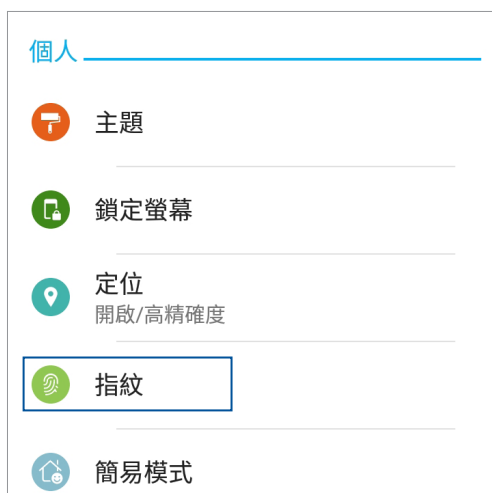 個人
主題
鎖定螢幕
定位
開啟/高精確度
指紋
簡易模式